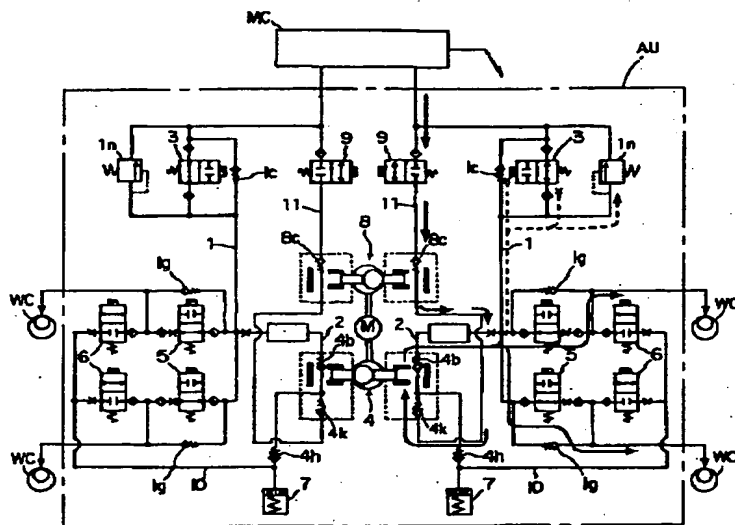 MC
AU
1n 3 1c 9 9 1c 3 1n
11 11
8c 8 8c
1 1
1g 1g
WC WC
M
2 2
6 5 4b 4b 5 6
4
4k 4k
WC 4h 4h WC
1g 10 7 7 10 1g